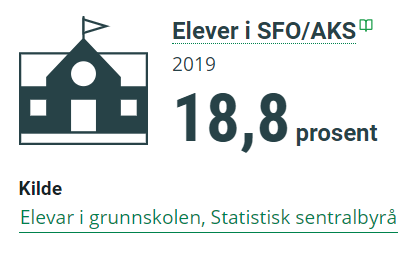 Elever i SFO/AKS
2019
18,8 prosent
Kilde
Elevar i grunnskolen, Statistisk sentralbyrå